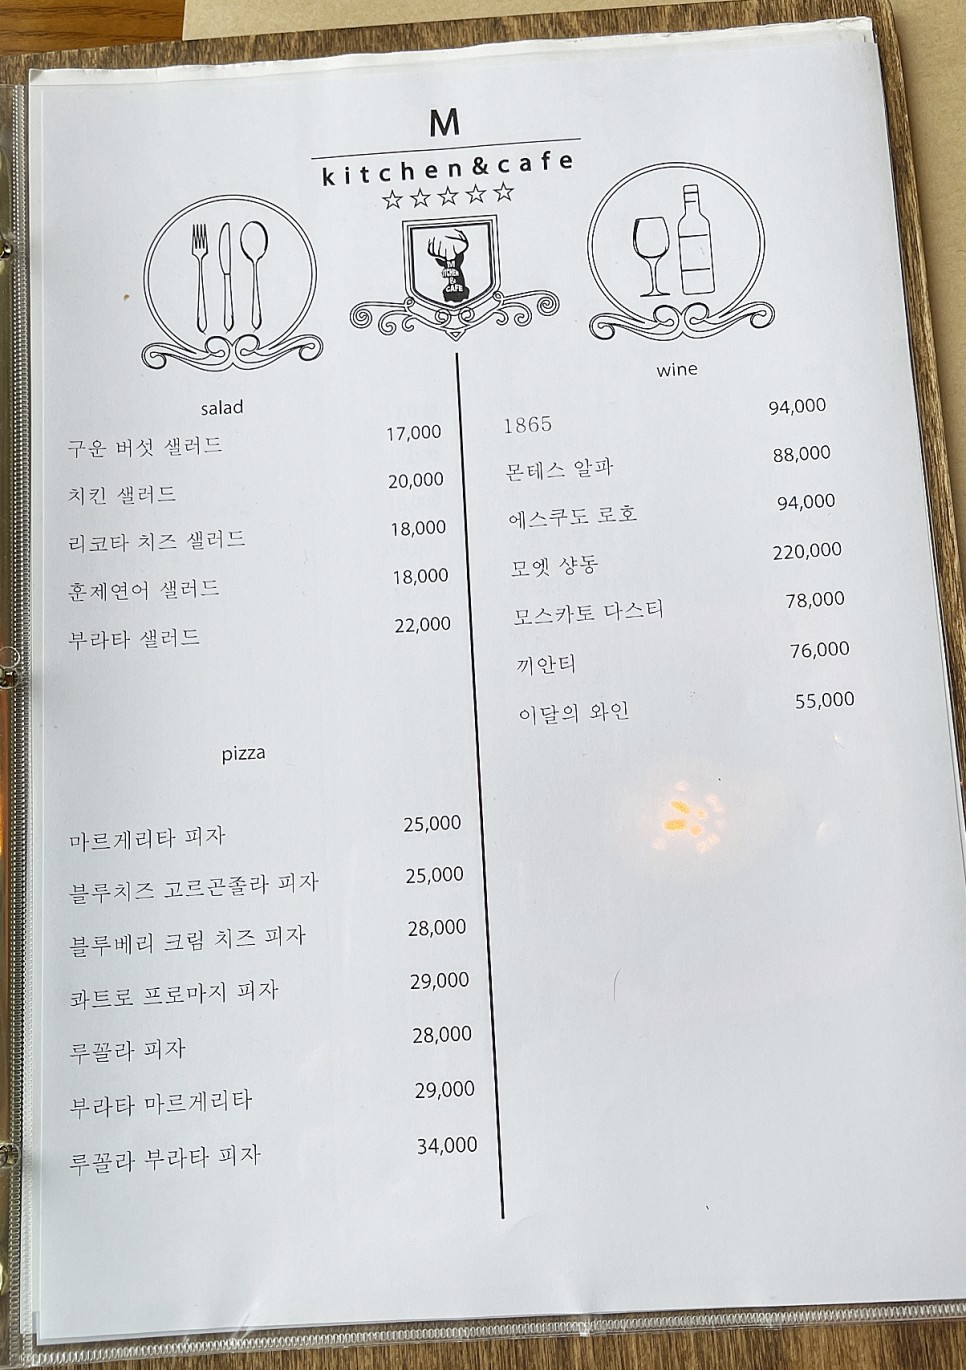 M
kitchen&cafe
☆☆☆☆☆
M
KITCHEN
&
CAFE
salad
구운 버섯 샐러드 17,000
치킨 샐러드 20,000
리코타 치즈 샐러드 18,000
훈제연어 샐러드 18,000
부라타 샐러드 22,000
pizza
마르게리타 피자 25,000
블루치즈 고르곤졸라 피자 25,000
블루베리 크림 치즈 피자 28,000
콰트로 프로마지 피자 29,000
루꼴라 피자 28,000
부라타 마르게리타 29,000
루꼴라 부라타 피자 34,000
wine
1865 94,000
몬테스 알파 88,000
에스쿠도 로호 94,000
모엣 샹동 220,000
모스카토 다스티 78,000
끼안티 76,000
이달의 와인 55,000